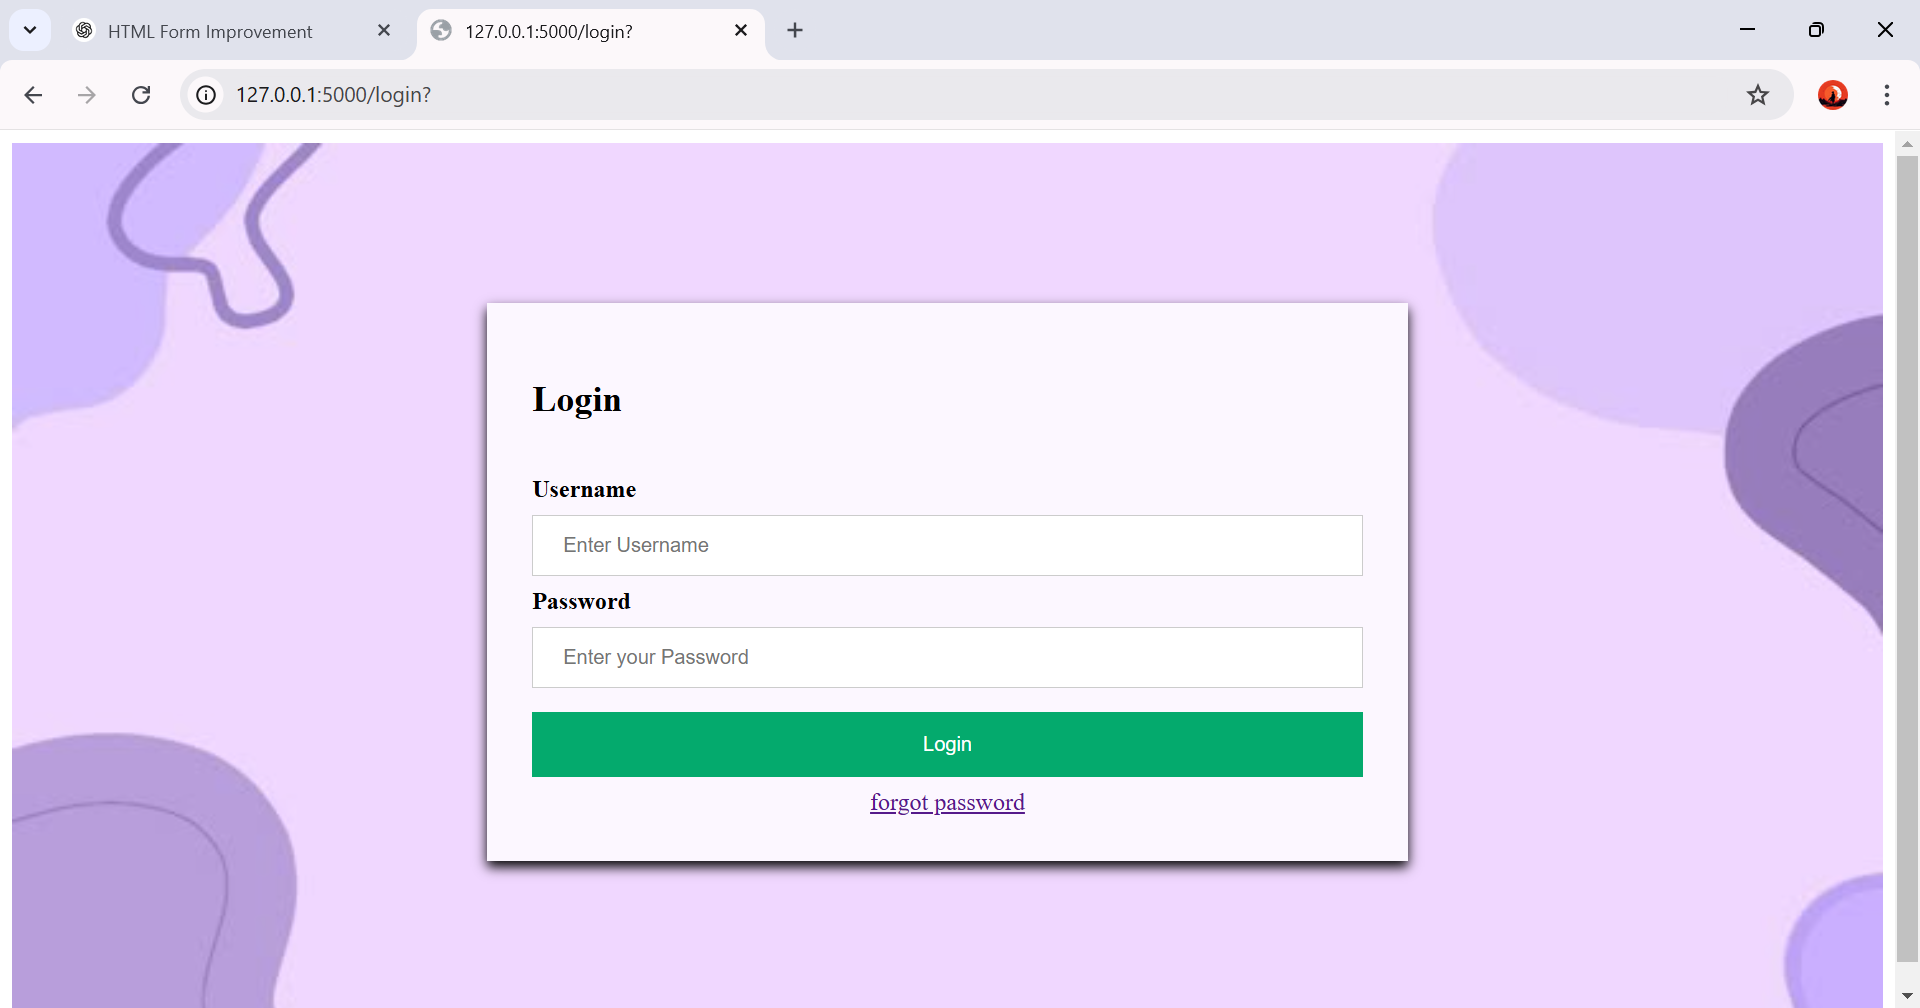 HTML Form Improvement
127.0.0.1:5000/login?
127.0.0.1:5000/login?
Login
Username
Enter Username
Password
Enter your Password
Login
forgot password